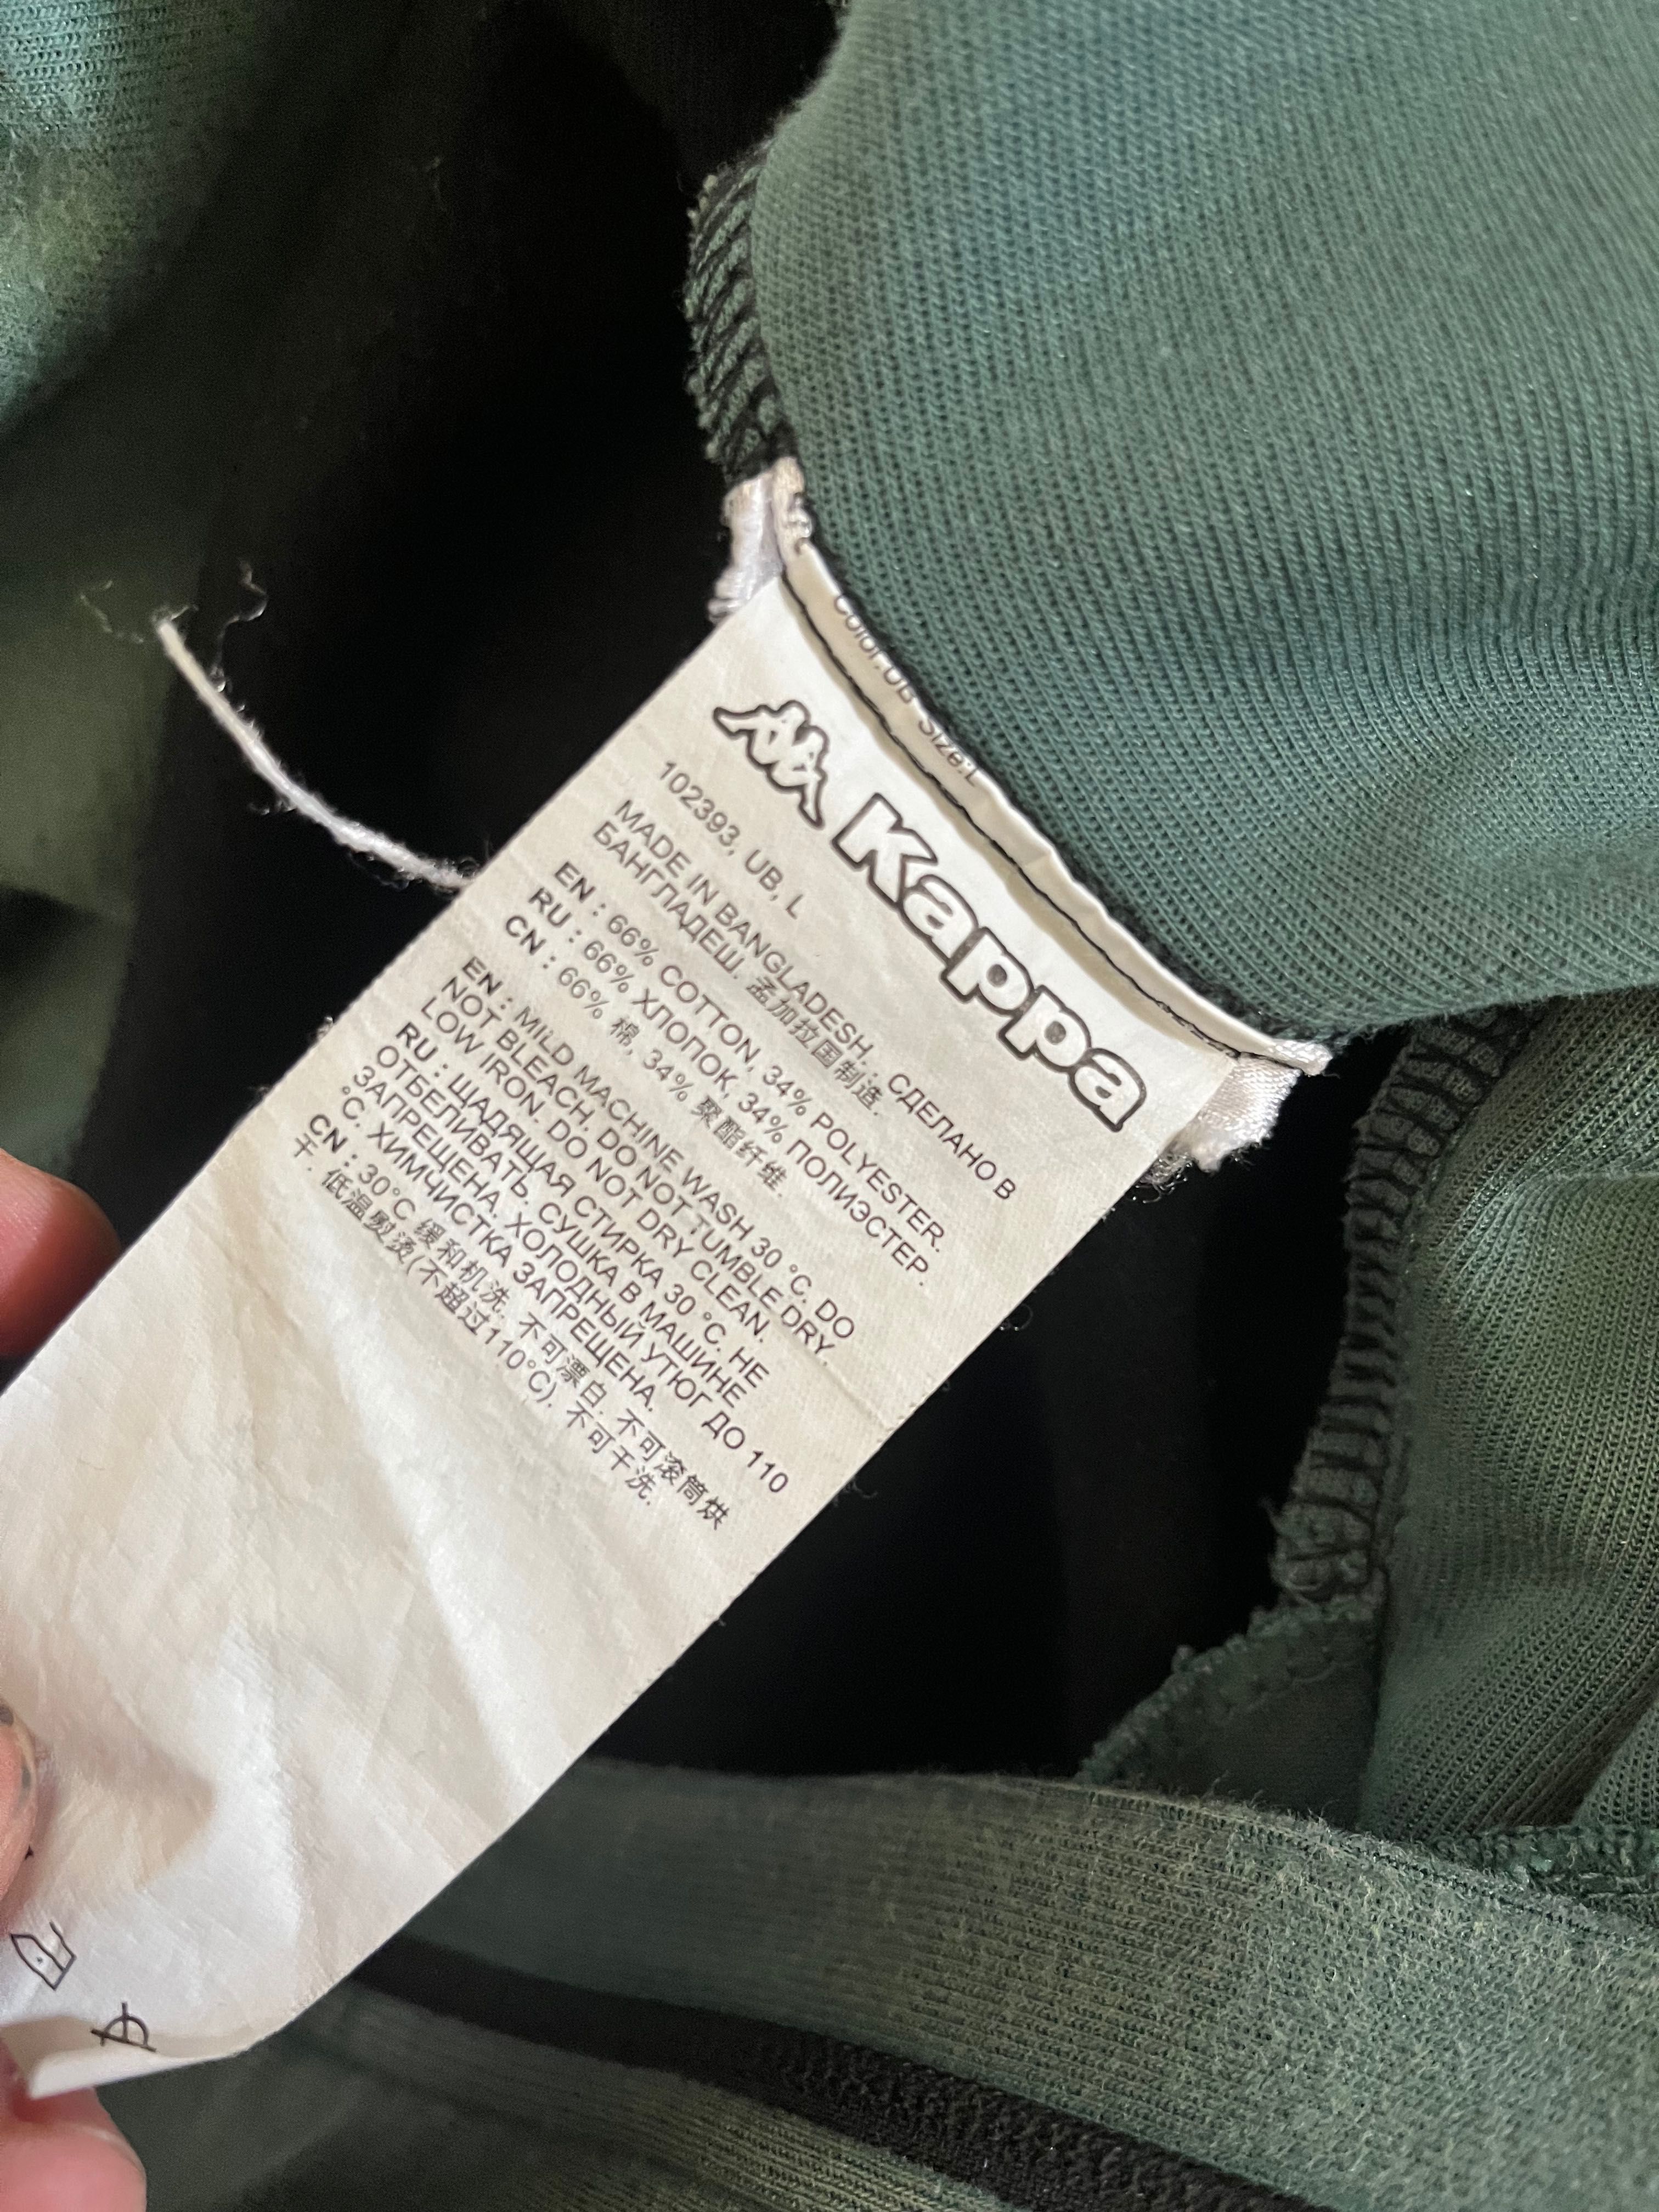 Color:UB Size:L
Kappa
102393, UB, L
MADE IN BANGLADESH. СДЕЛАНО В
БАНГЛАДЕШ. 孟加拉国制造.
EN : 66% COTTON, 34% POLYESTER.
RU : 66% ХЛОПОК, 34% ПОЛИЭСТЕР.
CN : 66% 棉, 34% 聚酯纤维.
EN : MILD MACHINE WASH 30 °C. DO
NOT BLEACH. DO NOT TUMBLE DRY.
LOW IRON. DO NOT DRY CLEAN.
RU : ЩАДЯЩАЯ СТИРКА 30 °C. НЕ
ОТБЕЛИВАТЬ. СУШКА В МАШИНЕ
ЗАПРЕЩЕНА. ХОЛОДНЫЙ УТЮГ ДО 110
°C. ХИМЧИСТКА ЗАПРЕЩЕНА.
CN : 30°C 缓和机洗. 不可漂白. 不可滚筒烘
干. 低温熨烫(不超过110°C). 不可干洗.